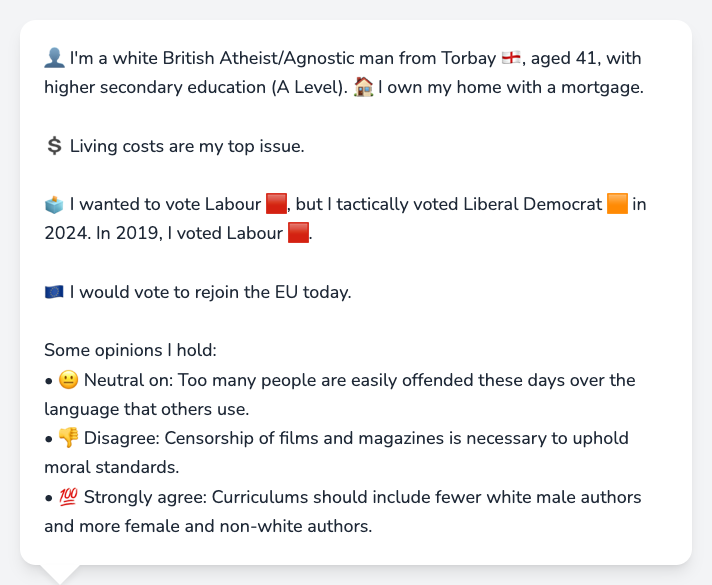 👤 I'm a white British Atheist/Agnostic man from Torbay 🏴󠁧󠁢󠁥󠁮󠁧󠁿, aged 41, with
higher secondary education (A Level). 🏠 I own my home with a mortgage.
💲 Living costs are my top issue.
🗳️ I wanted to vote Labour 🟥, but I tactically voted Liberal Democrat 🟧 in
2024. In 2019, I voted Labour 🟥.
🇪🇺 I would vote to rejoin the EU today.
Some opinions I hold:
• 😐 Neutral on: Too many people are easily offended these days over the
language that others use.
• 👎 Disagree: Censorship of films and magazines is necessary to uphold
moral standards.
• 💯 Strongly agree: Curriculums should include fewer white male authors
and more female and non-white authors.